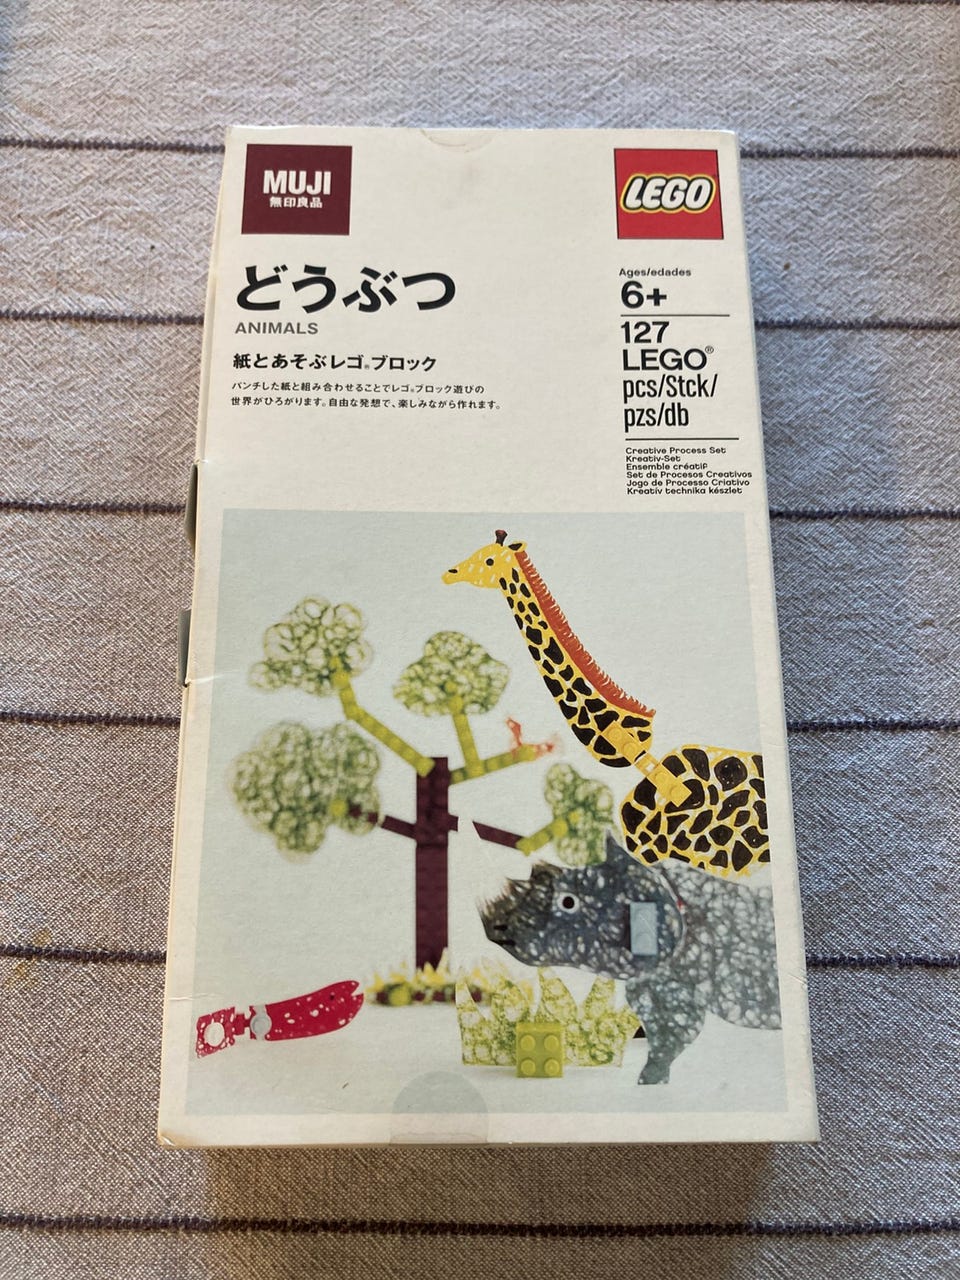 MUJI
無印良品
LEGO
どうぶつ
ANIMALS
紙とあそぶレゴ®ブロック
パンチした紙と組み合わせることでレゴ®ブロック遊びの
世界がひろがります。自由な発想で、楽しみながら作れます。
Ages/edades
6+
127
LEGO®
pcs/Stck/
pzs/db
Creative Process Set
Kreativ-Set
Ensemble créatif
Set de Procesos Creativos
Jogo de Processo Criativo
Kreatív technika készlet